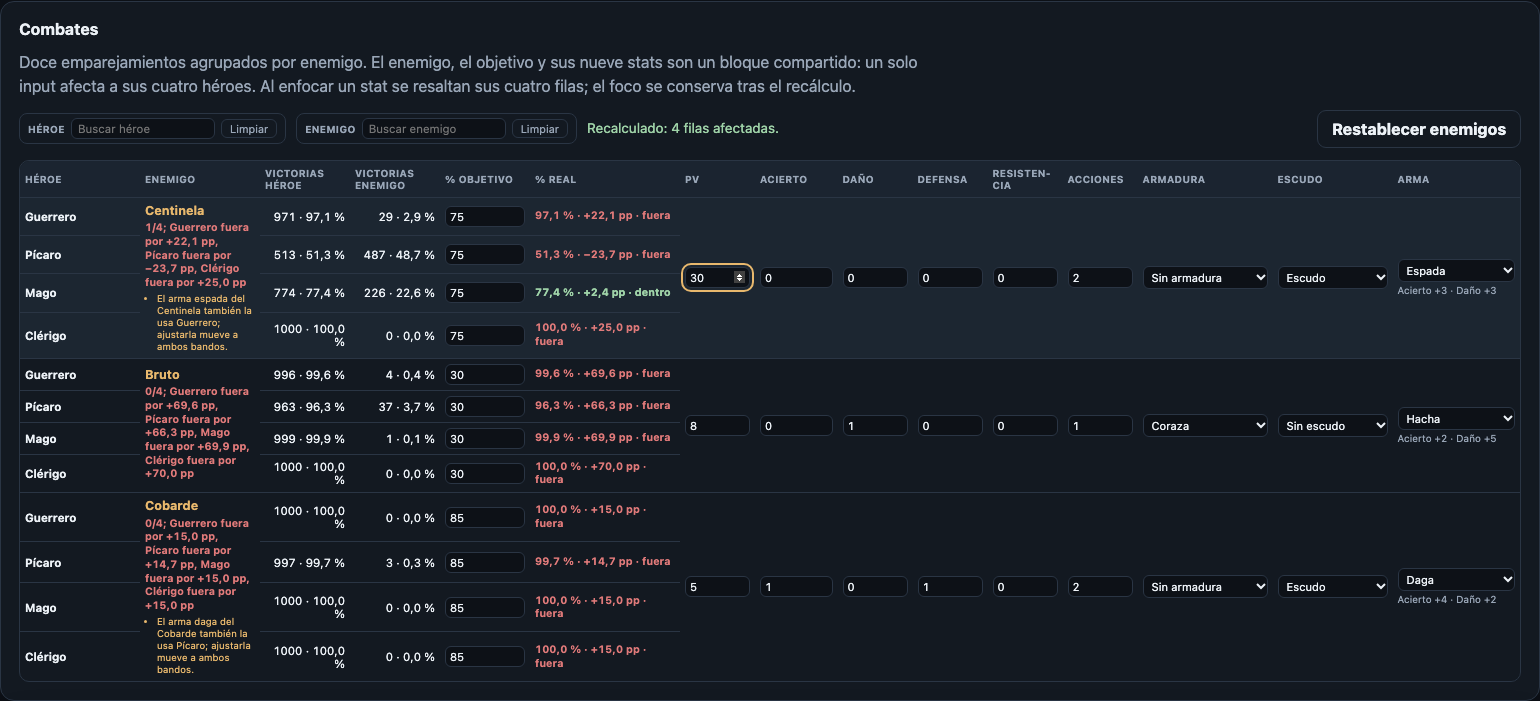 Combates
Doce emparejamientos agrupados por enemigo. El enemigo, el objetivo y sus nueve stats son un bloque compartido: un solo
input afecta a sus cuatro héroes. Al enfocar un stat se resaltan sus cuatro filas; el foco se conserva tras el recálculo.
HÉROE Buscar héroe Limpiar ENEMIGO Buscar enemigo Limpiar Recalculado: 4 filas afectadas. Restablecer enemigos
HÉROE ENEMIGO VICTORIAS HÉROE VICTORIAS ENEMIGO % OBJETIVO % REAL PV ACIERTO DAÑO DEFENSA RESISTEN-CIA ACCIONES ARMADURA ESCUDO ARMA
Centinela
1/4; Guerrero fuera
por +22,1 pp,
Pícaro fuera por
−23,7 pp, Clérigo
fuera por +25,0 pp
• El arma espada del
Centinela también la
usa Guerrero;
ajustarla mueve a
ambos bandos.
Guerrero 971 · 97,1 % 29 · 2,9 % 75 97,1 % · +22,1 pp · fuera
Pícaro 513 · 51,3 % 487 · 48,7 % 75 51,3 % · −23,7 pp · fuera
Mago 774 · 77,4 % 226 · 22,6 % 75 77,4 % · +2,4 pp · dentro
Clérigo 1000 · 100,0 % 0 · 0,0 % 75 100,0 % · +25,0 pp · fuera
30 0 0 0 0 2 Sin armadura Escudo Espada
Acierto +3 · Daño +3
Bruto
0/4; Guerrero fuera
por +69,6 pp,
Pícaro fuera por
+66,3 pp, Mago
fuera por +69,9 pp,
Clérigo fuera por
+70,0 pp
Guerrero 996 · 99,6 % 4 · 0,4 % 30 99,6 % · +69,6 pp · fuera
Pícaro 963 · 96,3 % 37 · 3,7 % 30 96,3 % · +66,3 pp · fuera
Mago 999 · 99,9 % 1 · 0,1 % 30 99,9 % · +69,9 pp · fuera
Clérigo 1000 · 100,0 % 0 · 0,0 % 30 100,0 % · +70,0 pp · fuera
8 0 1 0 0 1 Coraza Sin escudo Hacha
Acierto +2 · Daño +5
Cobarde
0/4; Guerrero fuera
por +15,0 pp,
Pícaro fuera por
+14,7 pp, Mago
fuera por +15,0 pp,
Clérigo fuera por
+15,0 pp
• El arma daga del
Cobarde también la
usa Pícaro; ajustarla
mueve a ambos
bandos.
Guerrero 1000 · 100,0 % 0 · 0,0 % 85 100,0 % · +15,0 pp · fuera
Pícaro 997 · 99,7 % 3 · 0,3 % 85 99,7 % · +14,7 pp · fuera
Mago 1000 · 100,0 % 0 · 0,0 % 85 100,0 % · +15,0 pp · fuera
Clérigo 1000 · 100,0 % 0 · 0,0 % 85 100,0 % · +15,0 pp · fuera
5 1 0 1 0 2 Sin armadura Escudo Daga
Acierto +4 · Daño +2